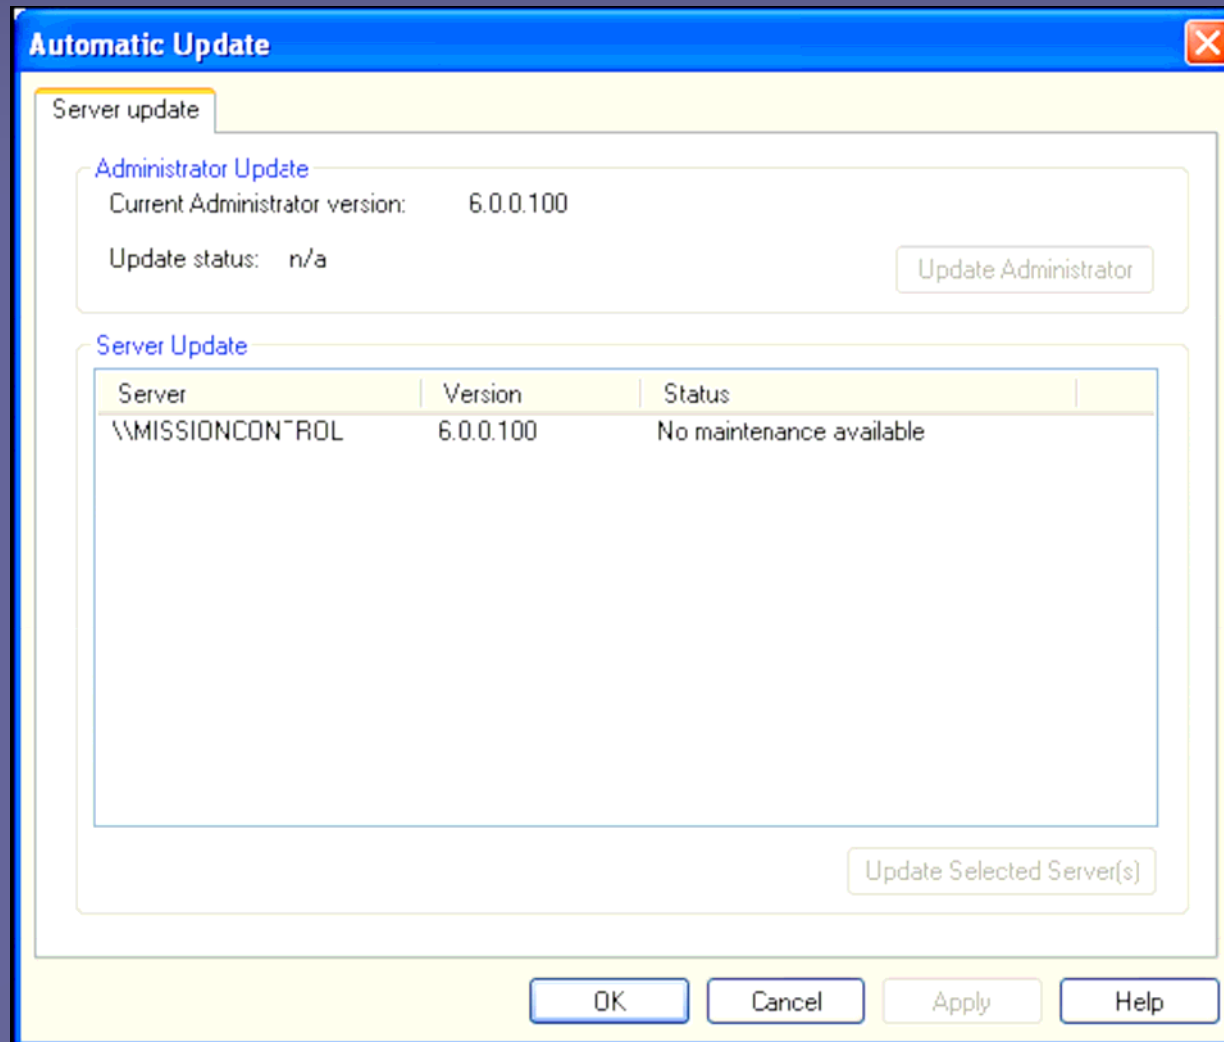 Automatic Update
Server update
Administrator Update
Current Administrator version: 6.0.0.100
Update status: n/a
Update Administrator
Server Update
Server Version Status
\\MISSIONCONTROL 6.0.0.100 No maintenance available
Update Selected Server(s)
OK Cancel Apply Help